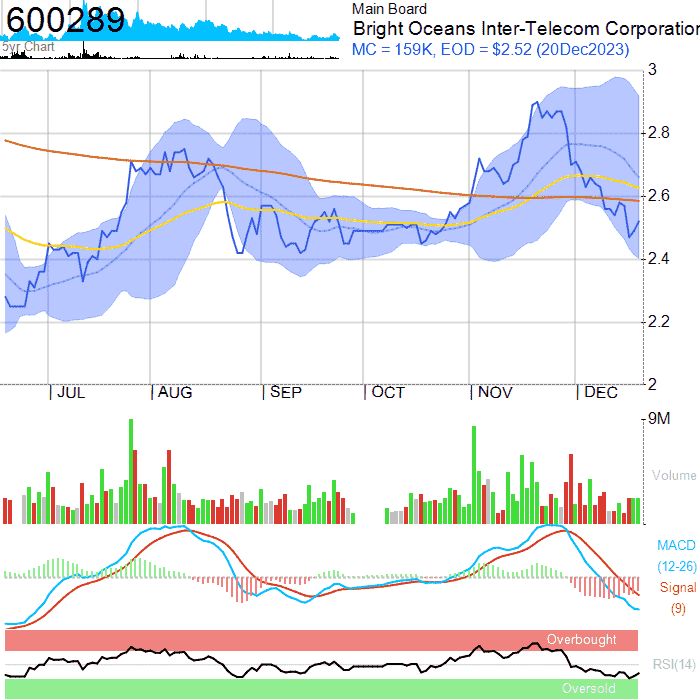 600289
5yr Chart
Main Board
Bright Oceans Inter-Telecom Corporation
MC = 159K, EOD = $2.52 (20Dec2023)
3
2.8
2.6
2.4
2.2
2
JUL AUG SEP OCT NOV DEC
9M
Volume
MACD
(12-26)
Signal
(9)
Overbought
RSI(14)
Oversold